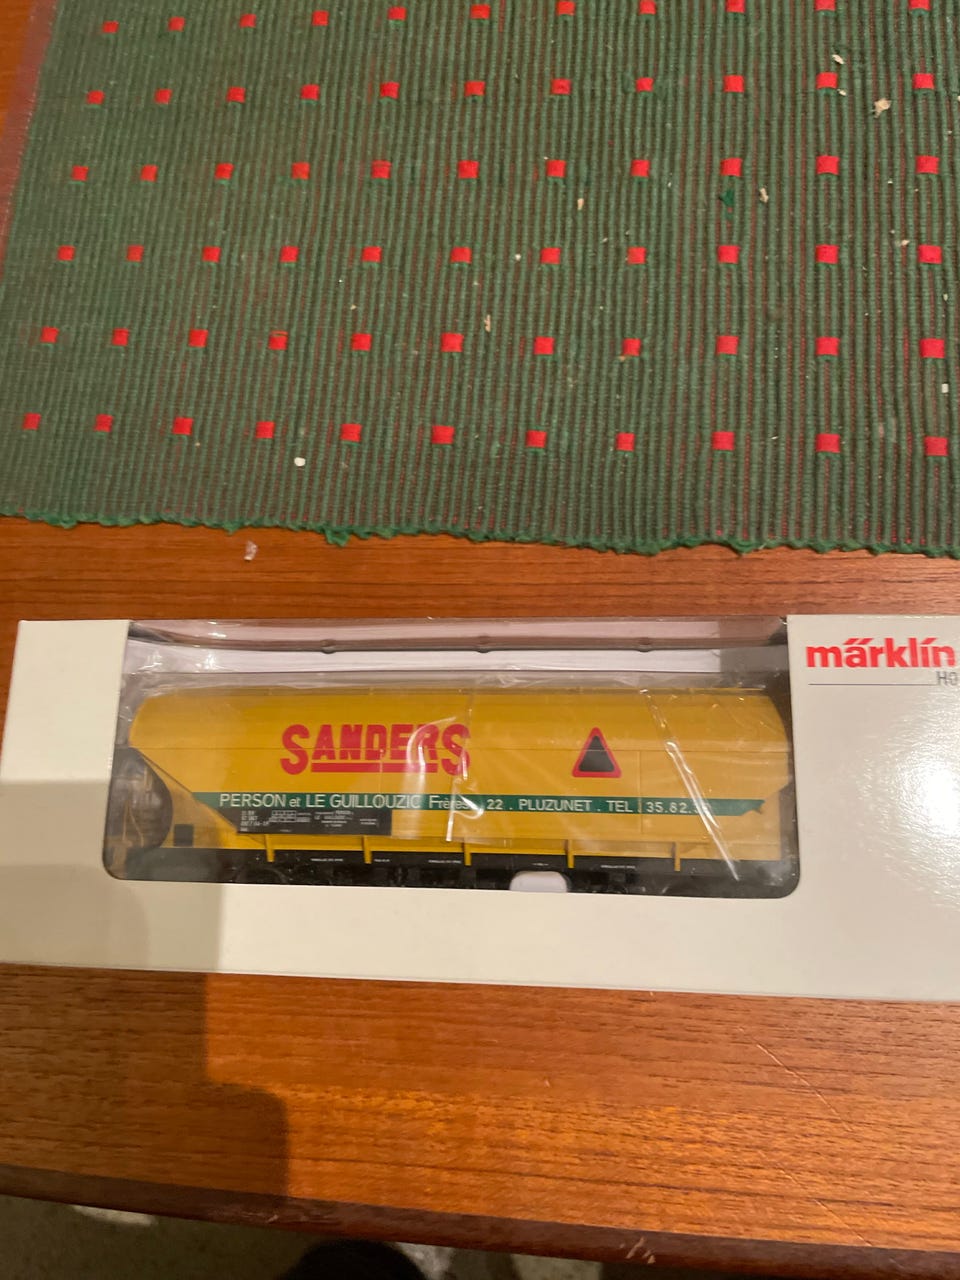 märklin
H0
SANDERS
PERSON et LE GUILLOUZIC Frères 22 . PLUZUNET . TEL 35.82.